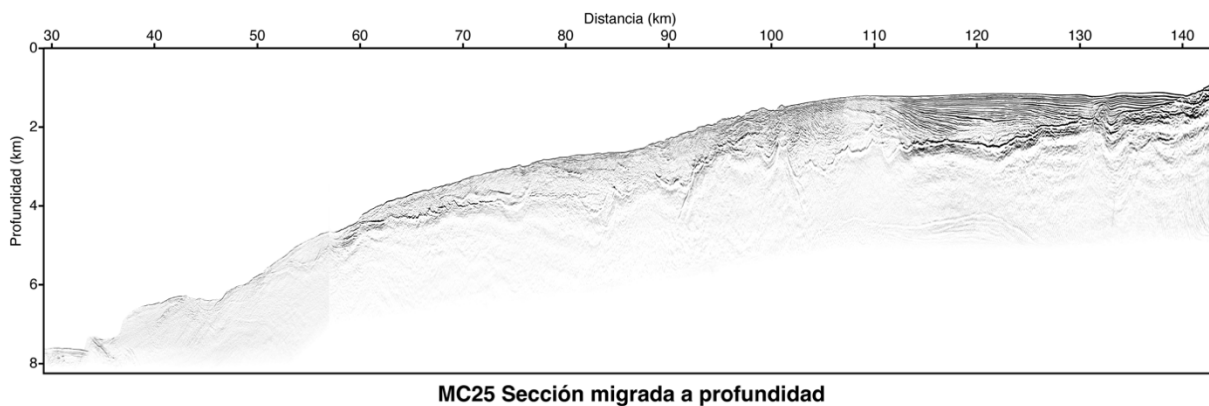 Distancia (km)
30 40 50 60 70 80 90 100 110 120 130 140
Profundidad (km)
0
2
4
6
8
MC25 Sección migrada a profundidad